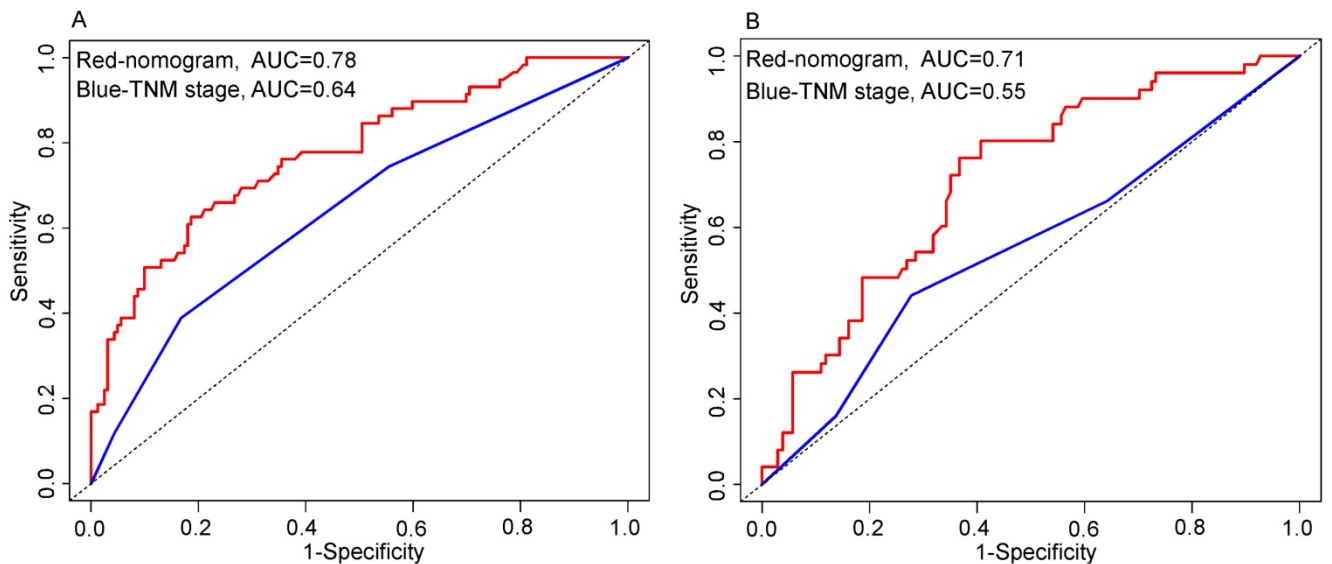 A
Red-nomogram, AUC=0.78
Blue-TNM stage, AUC=0.64
Sensitivity
0.0 0.2 0.4 0.6 0.8 1.0
0.0 0.2 0.4 0.6 0.8 1.0
1-Specificity
B
Red-nomogram, AUC=0.71
Blue-TNM stage, AUC=0.55
Sensitivity
0.0 0.2 0.4 0.6 0.8 1.0
0.0 0.2 0.4 0.6 0.8 1.0
1-Specificity